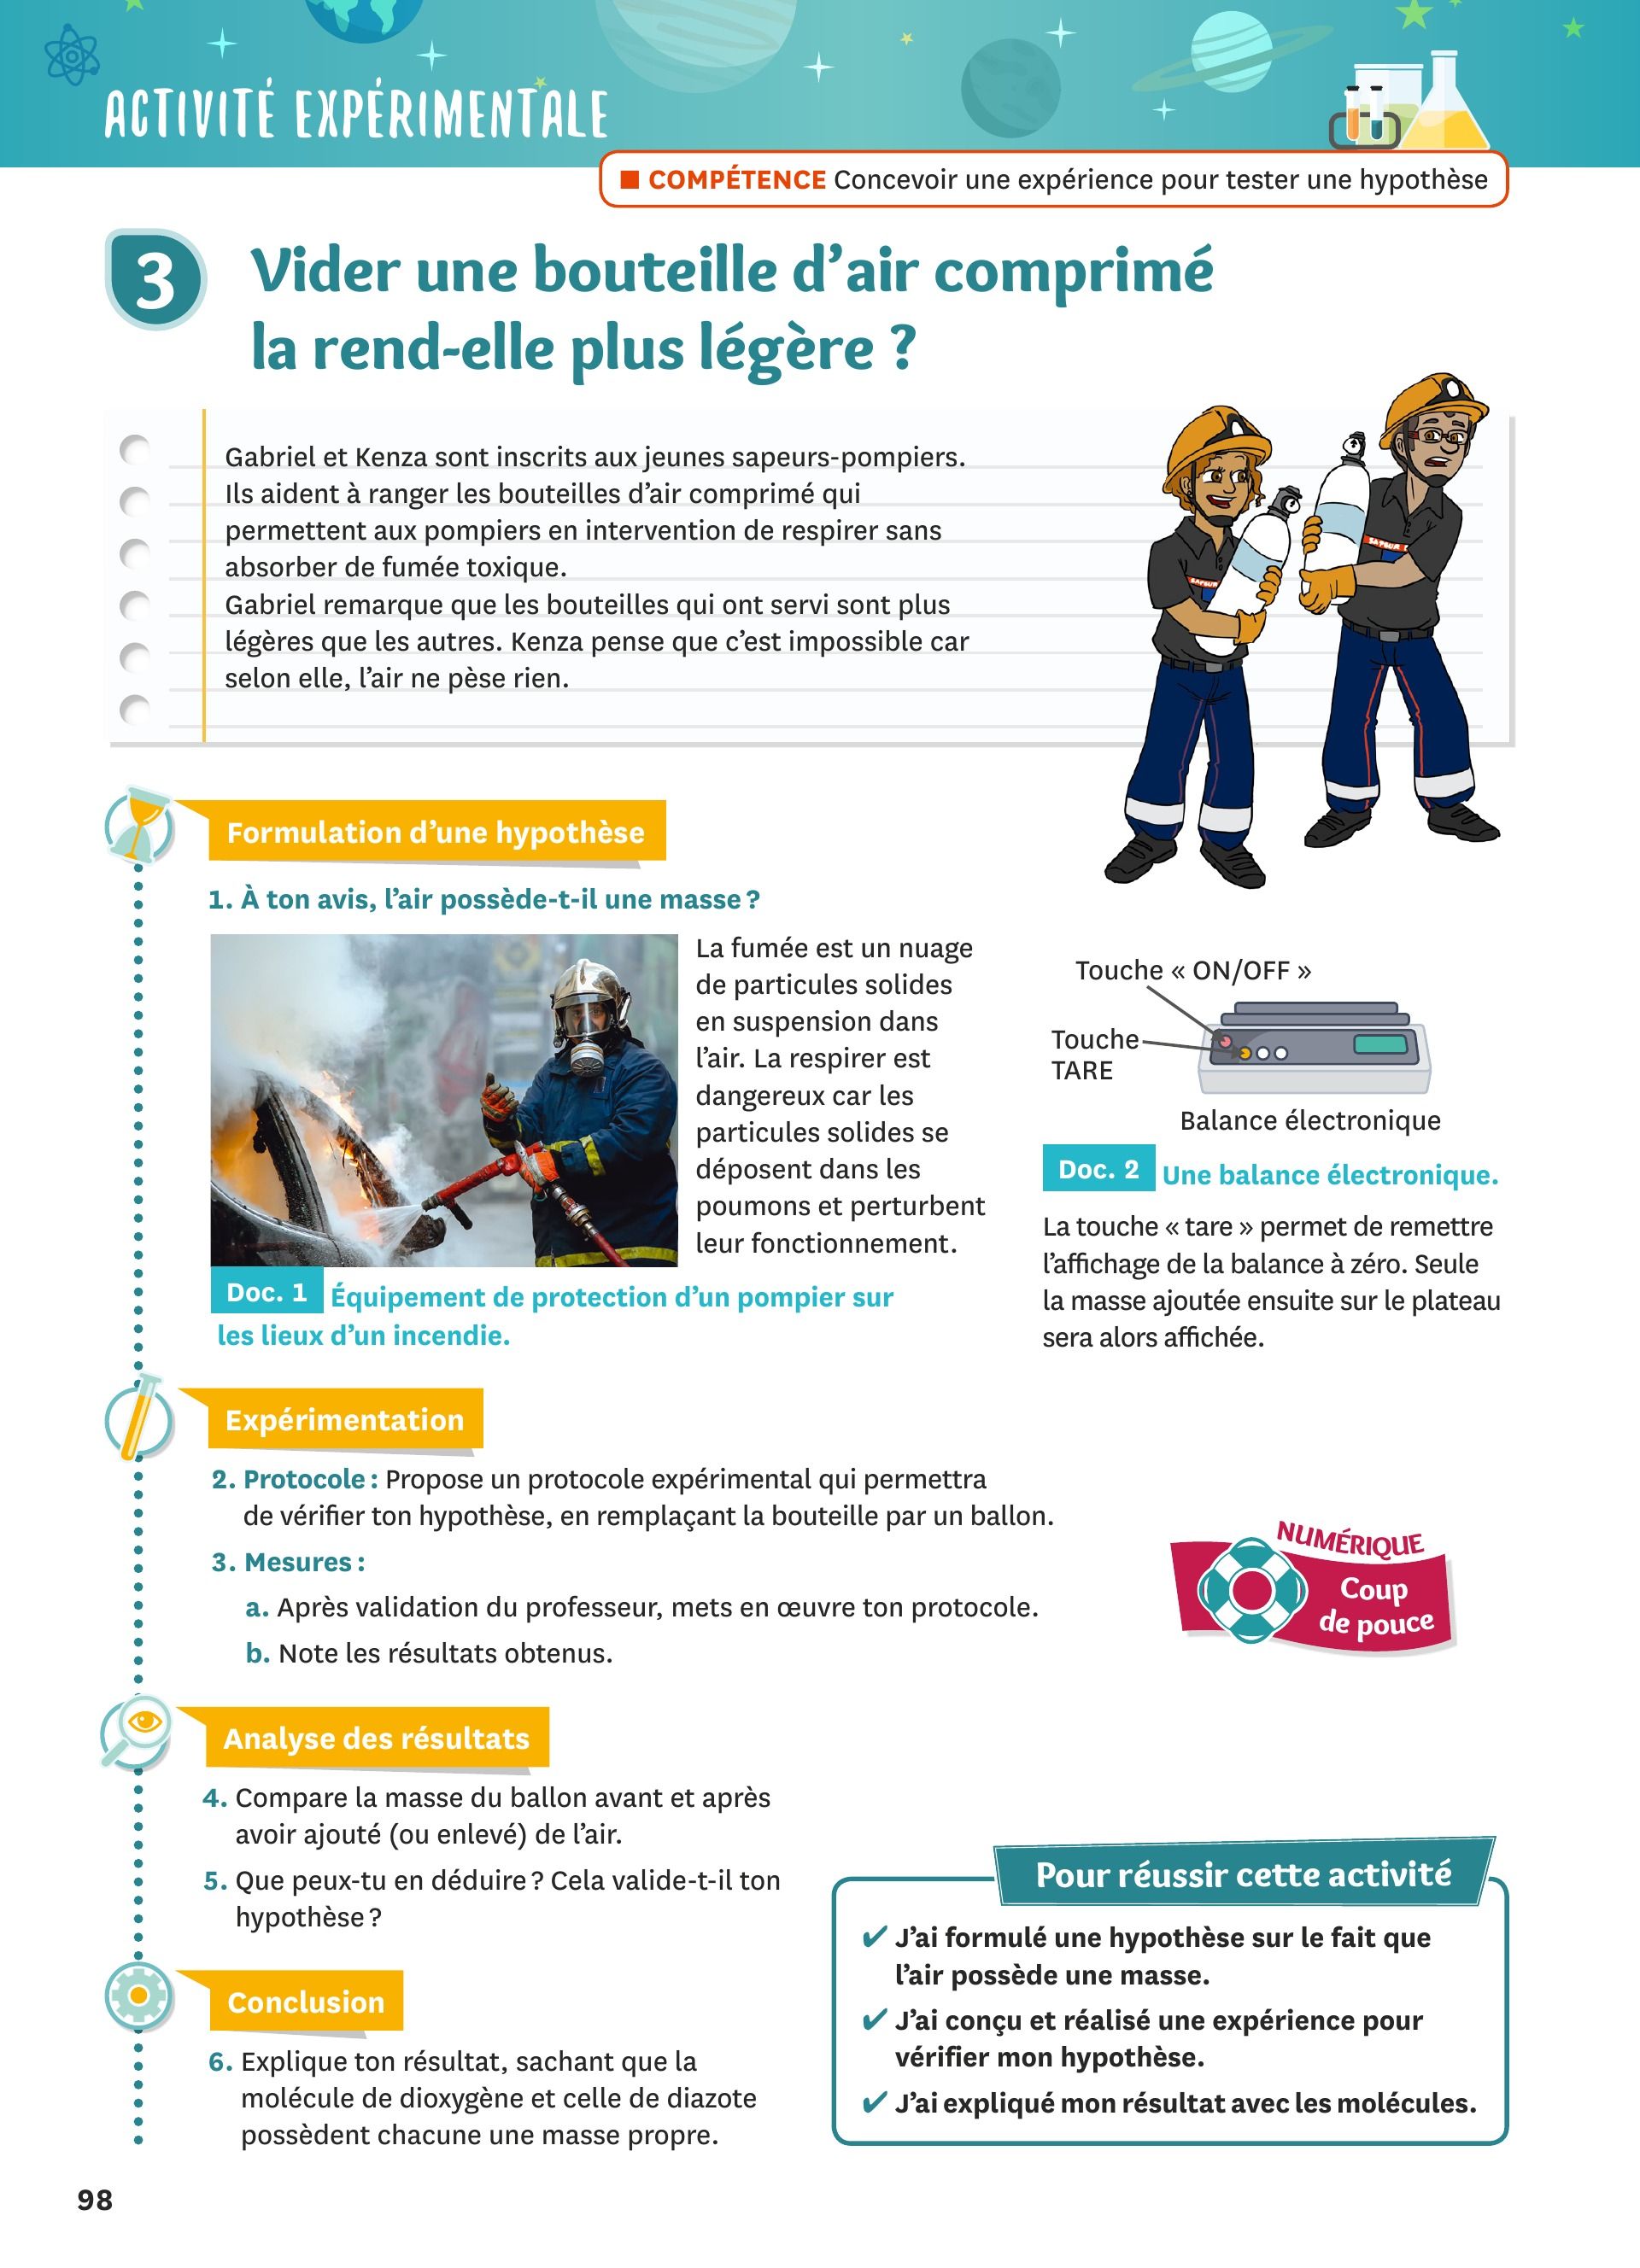 ACTIVITÉ EXPÉRIMENTALE
■ COMPÉTENCE Concevoir une expérience pour tester une hypothèse
3
Vider une bouteille d’air comprimé
la rend-elle plus légère ?
Gabriel et Kenza sont inscrits aux jeunes sapeurs-pompiers.
Ils aident à ranger les bouteilles d’air comprimé qui
permettent aux pompiers en intervention de respirer sans
absorber de fumée toxique.
Gabriel remarque que les bouteilles qui ont servi sont plus
légères que les autres. Kenza pense que c’est impossible car
selon elle, l’air ne pèse rien.
Formulation d’une hypothèse
1. À ton avis, l’air possède-t-il une masse ?
La fumée est un nuage
de particules solides
en suspension dans
l’air. La respirer est
dangereux car les
particules solides se
déposent dans les
poumons et perturbent
leur fonctionnement.
Doc. 1 Équipement de protection d’un pompier sur
les lieux d’un incendie.
Touche « ON/OFF »
Touche
TARE
Balance électronique
Doc. 2 Une balance électronique.
La touche « tare » permet de remettre
l’affichage de la balance à zéro. Seule
la masse ajoutée ensuite sur le plateau
sera alors affichée.
Expérimentation
2. Protocole : Propose un protocole expérimental qui permettra
de vérifier ton hypothèse, en remplaçant la bouteille par un ballon.
3. Mesures :
a. Après validation du professeur, mets en œuvre ton protocole.
b. Note les résultats obtenus.
NUMÉRIQUE
Coup
de pouce
Analyse des résultats
4. Compare la masse du ballon avant et après
avoir ajouté (ou enlevé) de l’air.
5. Que peux-tu en déduire ? Cela valide-t-il ton
hypothèse ?
Conclusion
6. Explique ton résultat, sachant que la
molécule de dioxygène et celle de diazote
possèdent chacune une masse propre.
Pour réussir cette activité
✔ J’ai formulé une hypothèse sur le fait que
l’air possède une masse.
✔ J’ai conçu et réalisé une expérience pour
vérifier mon hypothèse.
✔ J’ai expliqué mon résultat avec les molécules.
98